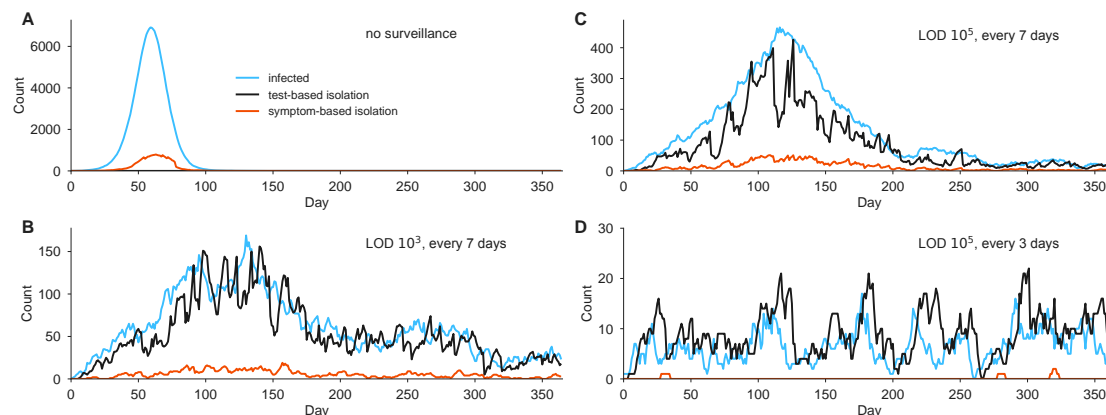 A
no surveillance
6000
4000
2000
0
Count
infected
test-based isolation
symptom-based isolation
0 50 100 150 200 250 300 350
Day
B
LOD 10³, every 7 days
150
100
50
0
Count
0 50 100 150 200 250 300 350
Day
C
LOD 10⁵, every 7 days
400
300
200
100
0
Count
0 50 100 150 200 250 300 350
Day
D
LOD 10⁵, every 3 days
30
20
10
0
Count
0 50 100 150 200 250 300 350
Day